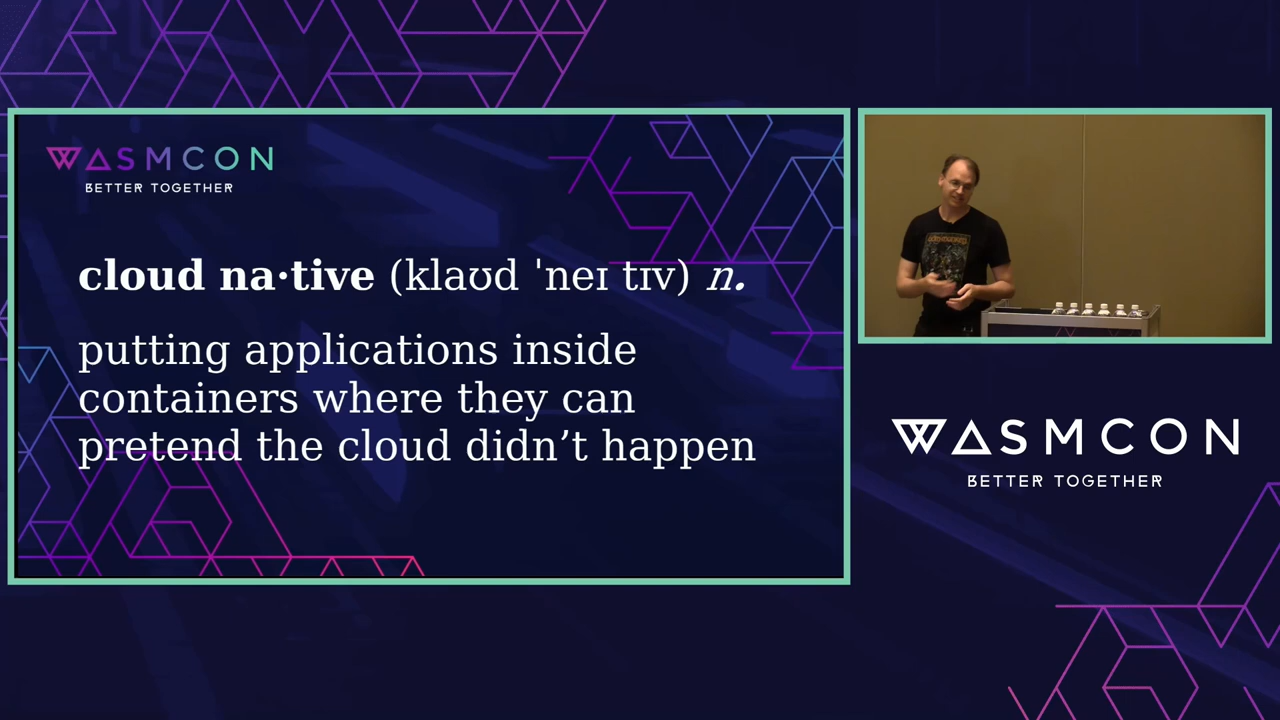 WASMCON
BETTER TOGETHER
cloud na·tive (klaʊd ˈneɪ tɪv) n.
putting applications inside
containers where they can
pretend the cloud didn’t happen
WASMCON
BETTER TOGETHER